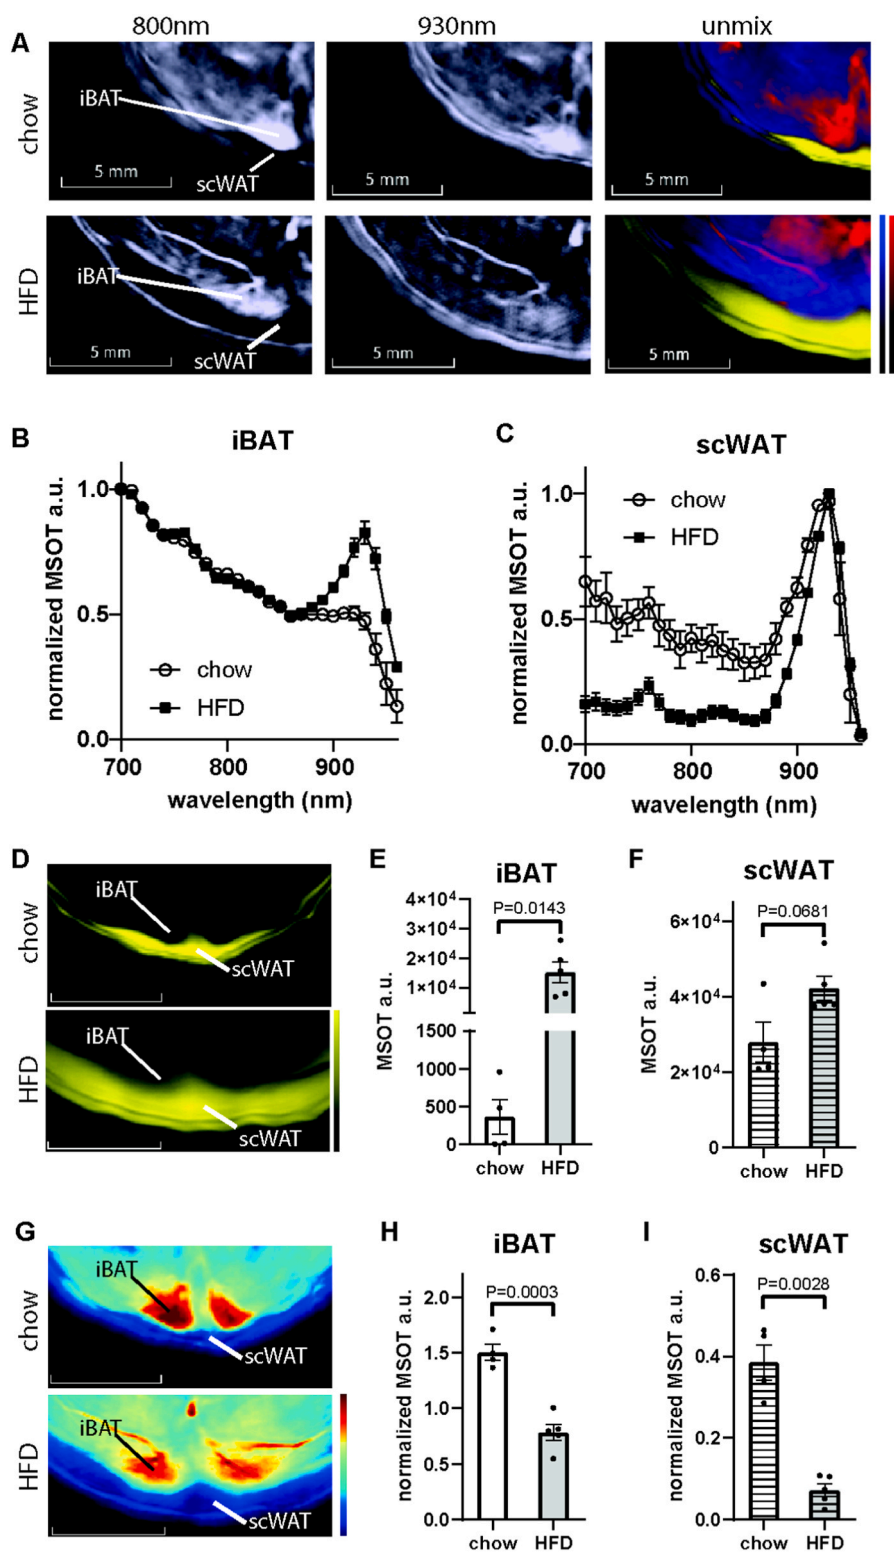 800nm 930nm unmix
A
chow
iBAT
scWAT
5 mm
5 mm
5 mm
HFD
iBAT
scWAT
5 mm
5 mm
5 mm
B
iBAT
normalized MSOT a.u.
1.0
0.5
0.0
chow
HFD
700 800 900
wavelength (nm)
C
scWAT
normalized MSOT a.u.
1.0
0.5
0.0
chow
HFD
700 800 900
wavelength (nm)
D
chow
iBAT
scWAT
HFD
iBAT
scWAT
E
iBAT
MSOT a.u.
4×10⁴
3×10⁴
2×10⁴
1×10⁴
1500
1000
500
0
P=0.0143
chow HFD
F
scWAT
MSOT a.u.
6×10⁴
4×10⁴
2×10⁴
0
P=0.0681
chow HFD
G
chow
iBAT
scWAT
HFD
iBAT
scWAT
H
iBAT
normalized MSOT a.u.
2.0
1.5
1.0
0.5
0.0
P=0.0003
chow HFD
I
scWAT
normalized MSOT a.u.
0.6
0.4
0.2
0.0
P=0.0028
chow HFD